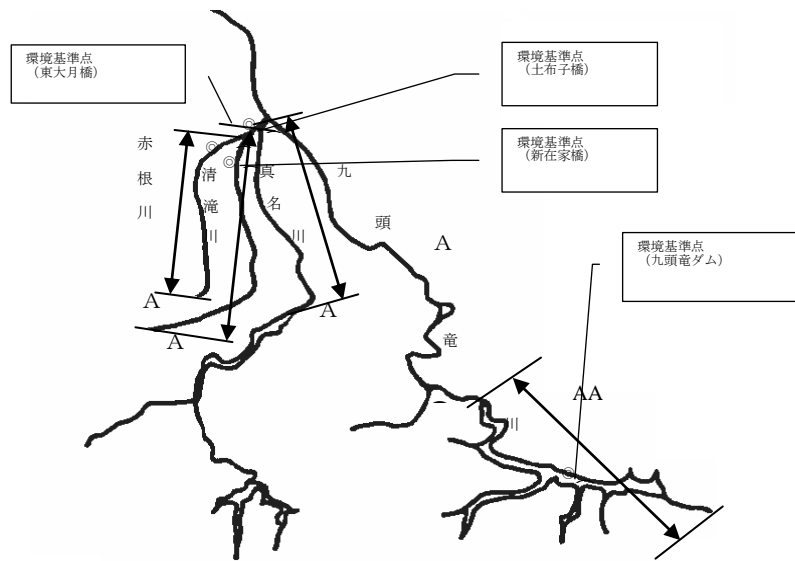 環境基準点
（東大月橋）
環境基準点
（土布子橋）
環境基準点
（新在家橋）
環境基準点
（九頭竜ダム）
赤根川
清滝川
真名川
九頭竜川
A
A
A
A
AA